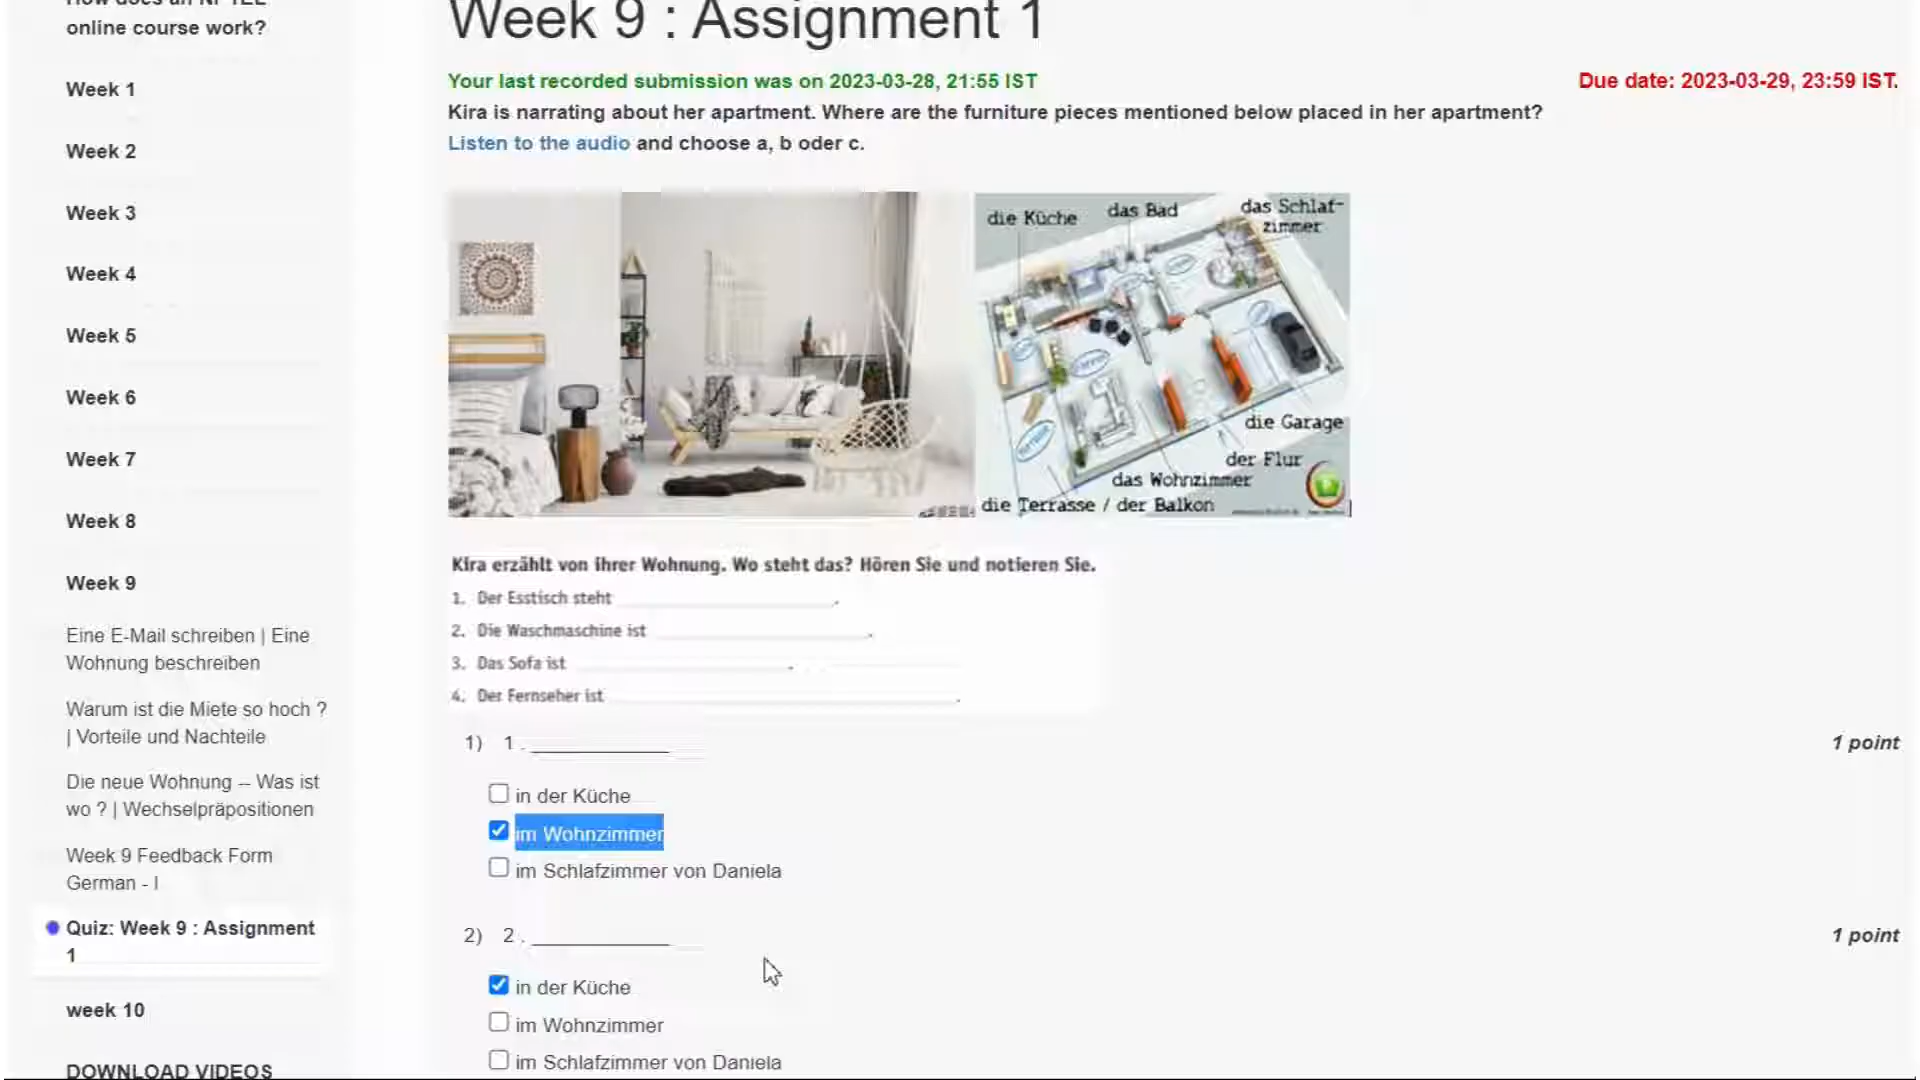 online course work?
Week 1
Week 2
Week 3
Week 4
Week 5
Week 6
Week 7
Week 8
Week 9
Eine E-Mail schreiben | Eine
Wohnung beschreiben
Warum ist die Miete so hoch ?
| Vorteile und Nachteile
Die neue Wohnung – Was ist
wo ? | Wechselpräpositionen
Week 9 Feedback Form
German - I
Quiz: Week 9 : Assignment
1
week 10
DOWNLOAD VIDEOS
Week 9 : Assignment 1
Your last recorded submission was on 2023-03-28, 21:55 IST
Due date: 2023-03-29, 23:59 IST.
Kira is narrating about her apartment. Where are the furniture pieces mentioned below placed in her apartment?
Listen to the audio and choose a, b oder c.
die Küche
das Bad
das Schlaf-
zimmer
die Garage
der Flur
das Wohnzimmer
die Terrasse / der Balkon
Kira erzählt von ihrer Wohnung. Wo steht das? Hören Sie und notieren Sie.
1. Der Esstisch steht ____________.
2. Die Waschmaschine ist ____________.
3. Das Sofa ist ____________.
4. Der Fernseher ist ____________.
1) 1. ____________
1 point
in der Küche
im Wohnzimmer
im Schlafzimmer von Daniela
2) 2. ____________
1 point
in der Küche
im Wohnzimmer
im Schlafzimmer von Daniela